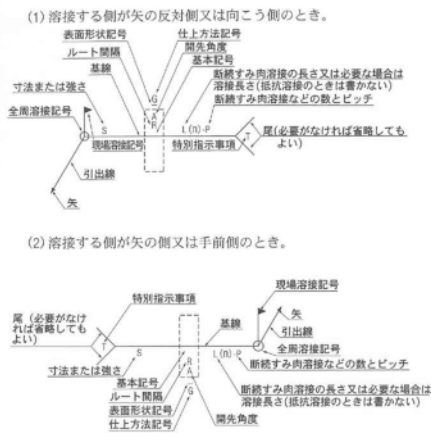 (1) 溶接する側が矢の反対側又は向こう側のとき。
表面形状記号
仕上方法記号
ルート間隔
開先角度
基線
基本記号
寸法または強さ
断続すみ肉溶接の長さ又は必要な場合は
溶接長さ(抵抗溶接のときは書かない)
全周溶接記号
断続すみ肉溶接などの数とピッチ
G
A
R
S
L(n)-P
T
尾(必要がなければ省略しても
よい)
現場溶接記号
特別指示事項
引出線
矢
(2) 溶接する側が矢の側又は手前側のとき。
現場溶接記号
特別指示事項
矢
尾(必要がなけ
れば省略しても
よい)
基線
引出線
T
全周溶接記号
S
R
L(n)-P
寸法または強さ
A
断続すみ肉溶接などの数とピッチ
基本記号
G
ルート間隔
断続すみ肉溶接の長さ又は必要な場合は
溶接長さ(抵抗溶接のときは書かない)
表面形状記号
仕上方法記号
開先角度